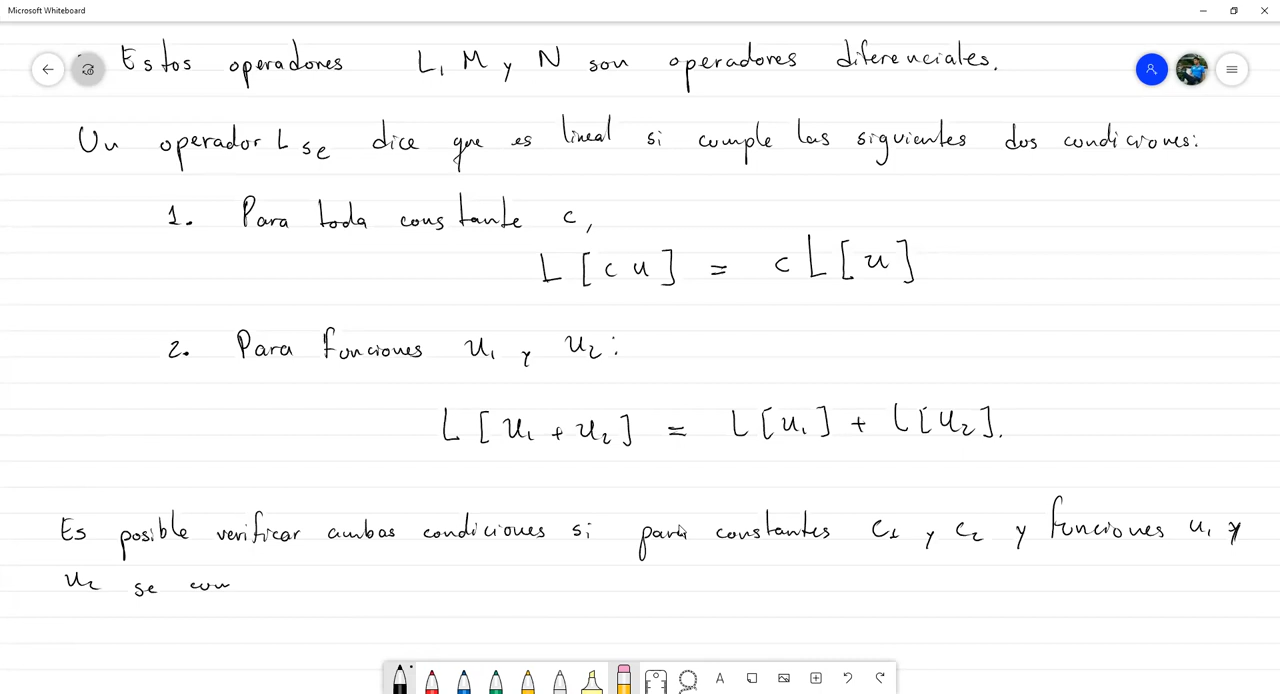 Microsoft Whiteboard
Estos operadores L, M y N son operadores diferenciales.
Un operador L se dice que es lineal si cumple las siguientes dos condiciones:
1. Para toda constante c,
L [ c u ] = c L [ u ]
2. Para funciones u₁ y u₂:
L [ u₁ + u₂ ] = L [ u₁ ] + L [ u₂ ].
Es posible verificar ambas condiciones si para constantes c₁ y c₂ y funciones u₁ y
u₂ se com
A